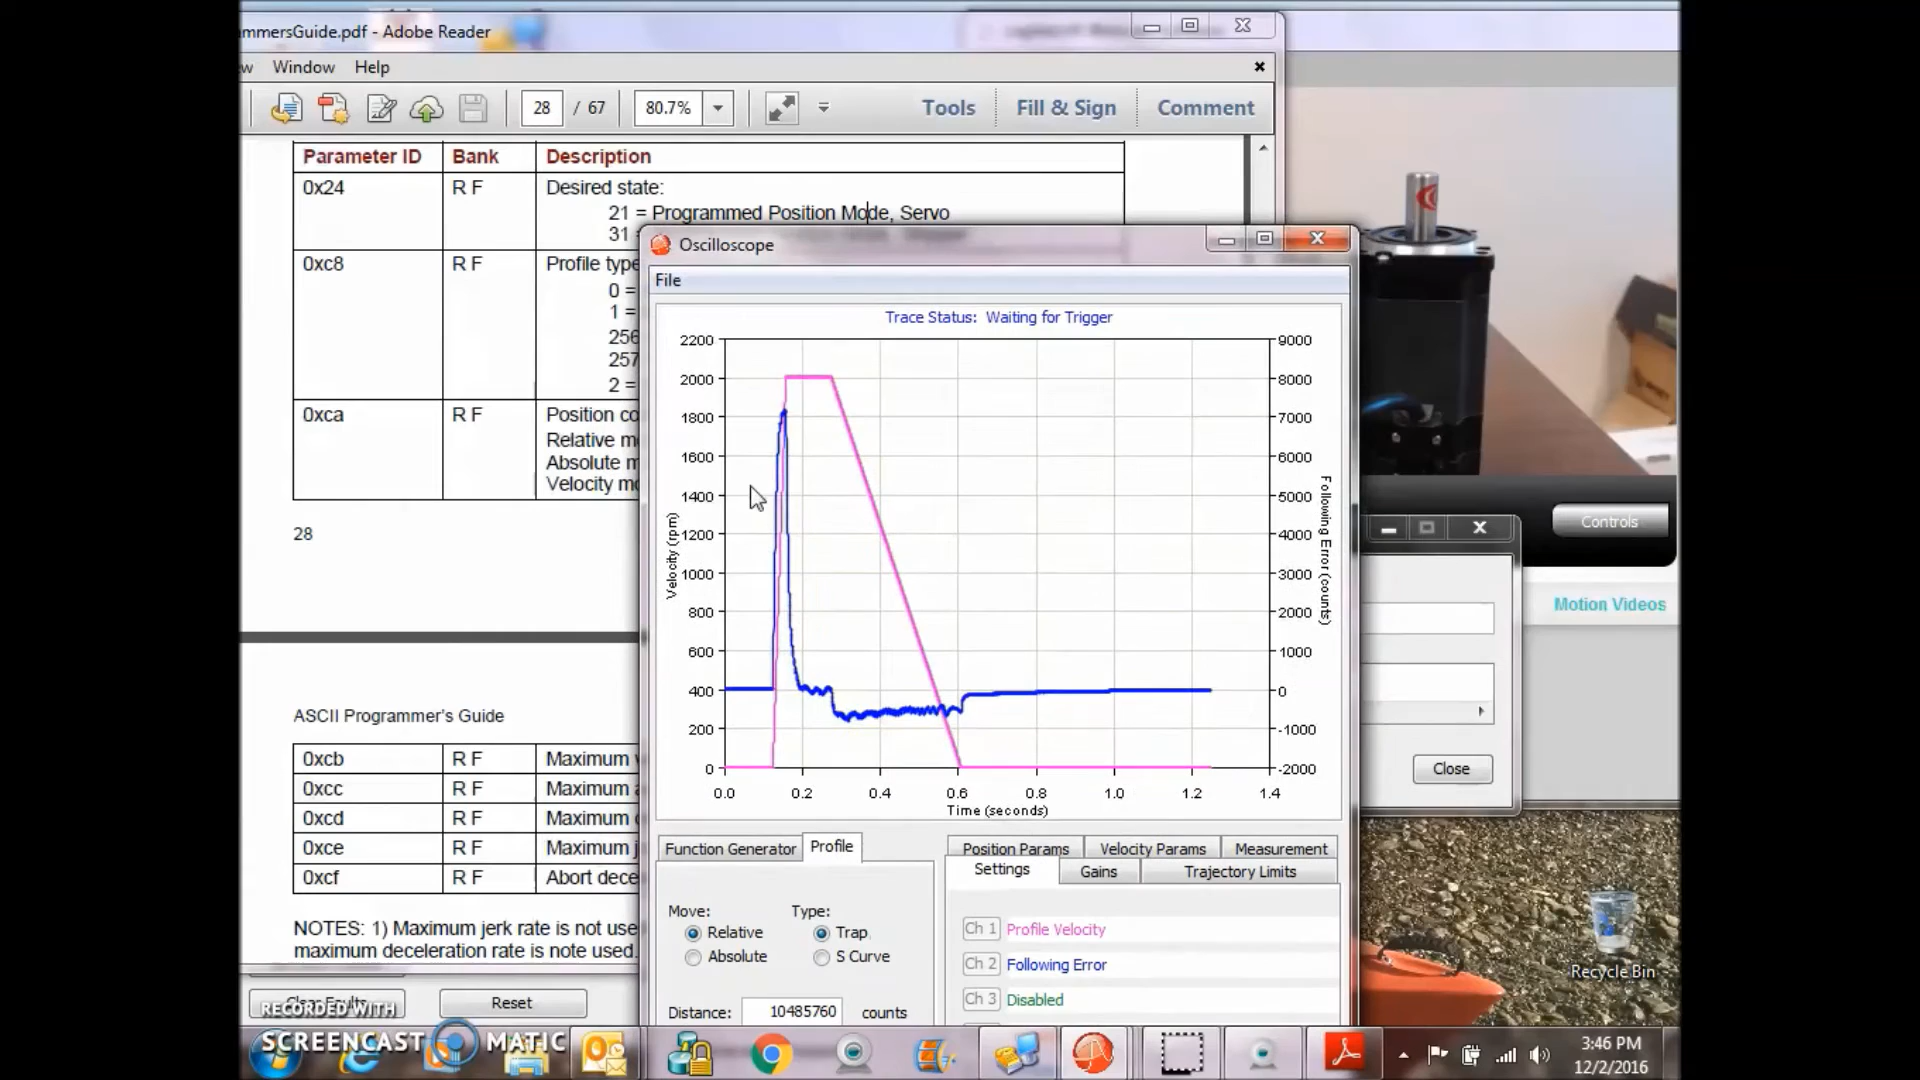 mmersGuide.pdf - Adobe Reader
w Window Help
28 / 67 80.7% Tools Fill & Sign Comment
Parameter ID Bank Description
0x24 R F Desired state:
21 = Programmed Position Mode, Servo
31
0xc8 R F Profile type
0 =
1 =
256
257
2 =
0xca R F Position co
Relative m
Absolute m
Velocity mo
28
ASCII Programmer's Guide
0xcb R F Maximum v
0xcc R F Maximum a
0xcd R F Maximum
0xce R F Maximum j
0xcf R F Abort dece
NOTES: 1) Maximum jerk rate is not use
maximum deceleration rate is note used.
Clear Faults Reset
RECORDED WITH
SCREENCAST MATIC
Oscilloscope
File
Trace Status: Waiting for Trigger
2200 9000
2000 8000
1800 7000
1600 6000
1400 5000
1200 4000
1000 3000
800 2000
600 1000
400 0
200 -1000
0 -2000
Velocity (rpm)
Following Error (counts)
0.0 0.2 0.4 0.6 0.8 1.0 1.2 1.4
Time (seconds)
Function Generator Profile
Position Params Velocity Params Measurement
Settings Gains Trajectory Limits
Move: Type:
Relative Trap
Absolute S Curve
Distance: 10485760 counts
Ch 1 Profile Velocity
Ch 2 Following Error
Ch 3 Disabled
Controls
Motion Videos
Close
Recycle Bin
3:46 PM
12/2/2016